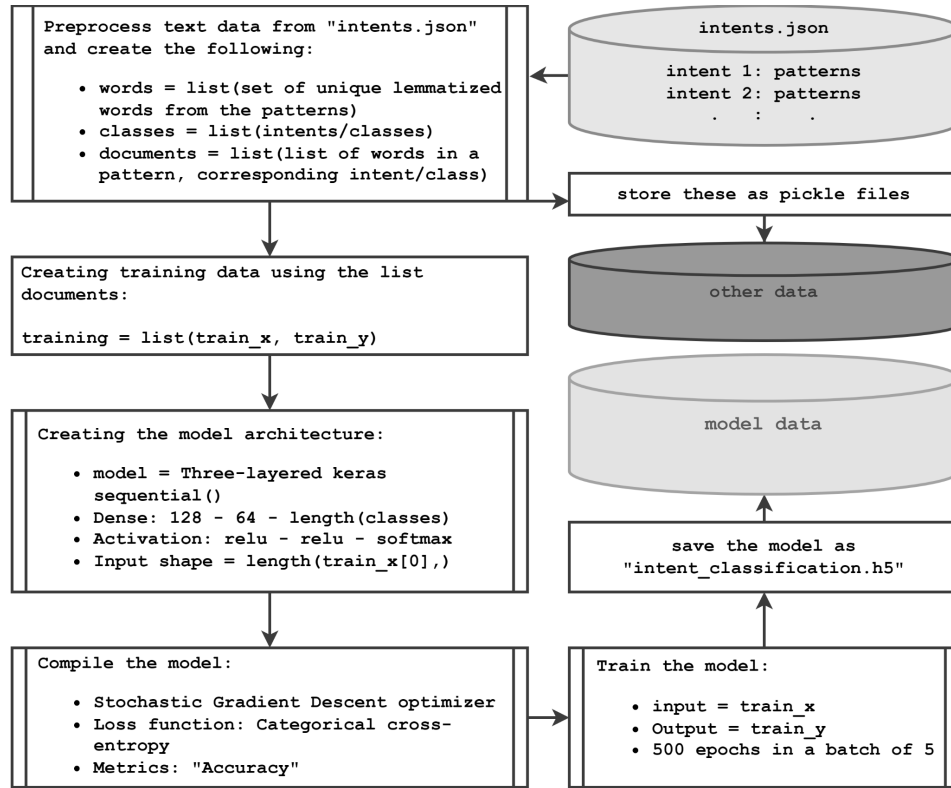 Preprocess text data from "intents.json"
and create the following:
• words = list(set of unique lemmatized
words from the patterns)
• classes = list(intents/classes)
• documents = list(list of words in a
pattern, corresponding intent/class)
intents.json
intent 1: patterns
intent 2: patterns
. : .
store these as pickle files
other data
Creating training data using the list
documents:
training = list(train_x, train_y)
model data
Creating the model architecture:
• model = Three-layered keras
sequential()
• Dense: 128 - 64 - length(classes)
• Activation: relu - relu - softmax
• Input shape = length(train_x[0],)
save the model as
"intent_classification.h5"
Compile the model:
• Stochastic Gradient Descent optimizer
• Loss function: Categorical cross-
entropy
• Metrics: "Accuracy"
Train the model:
• input = train_x
• Output = train_y
• 500 epochs in a batch of 5